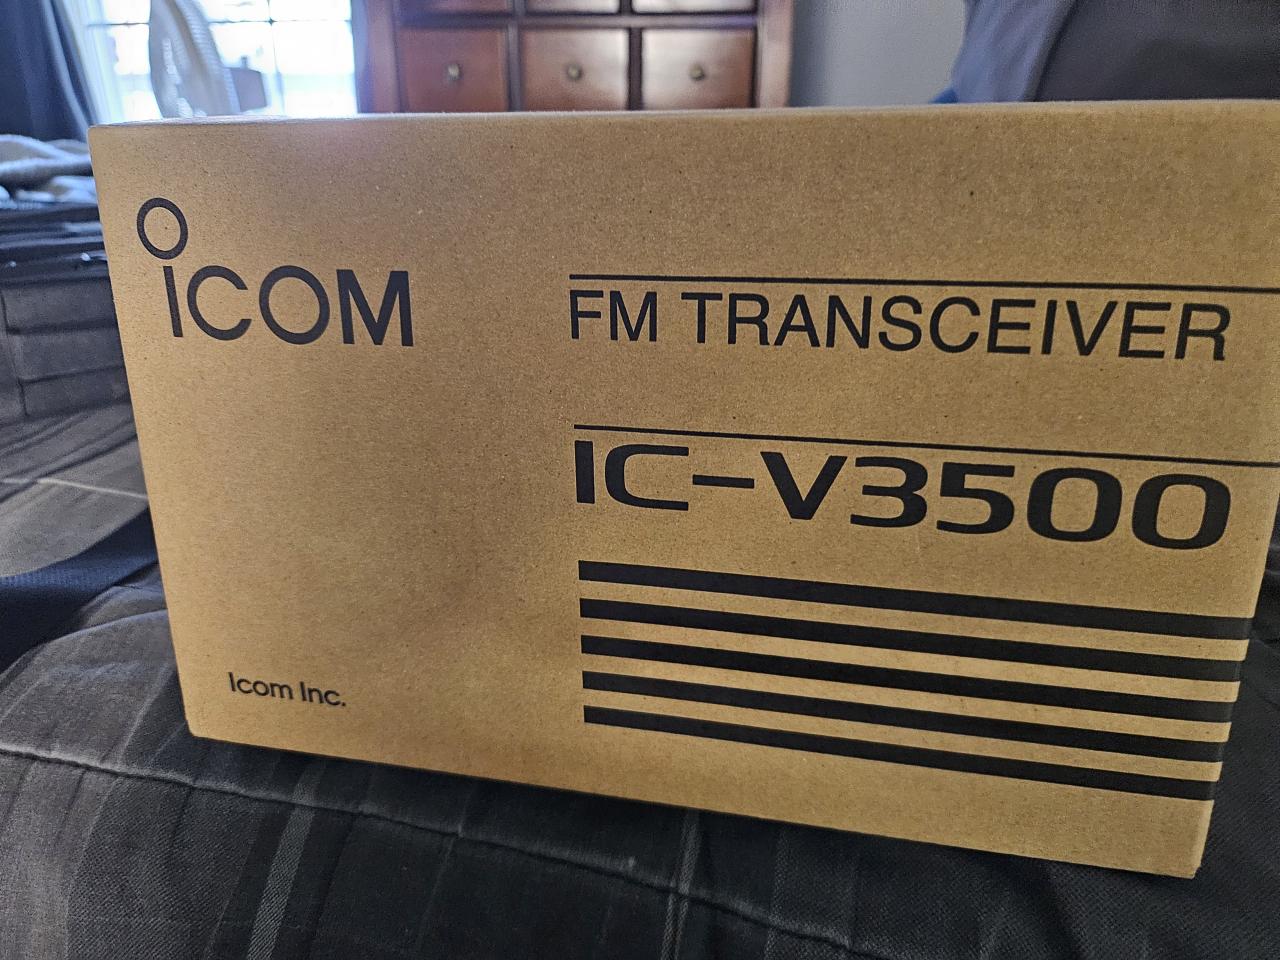 ICOM
FM TRANSCEIVER
IC-V3500
Icom Inc.